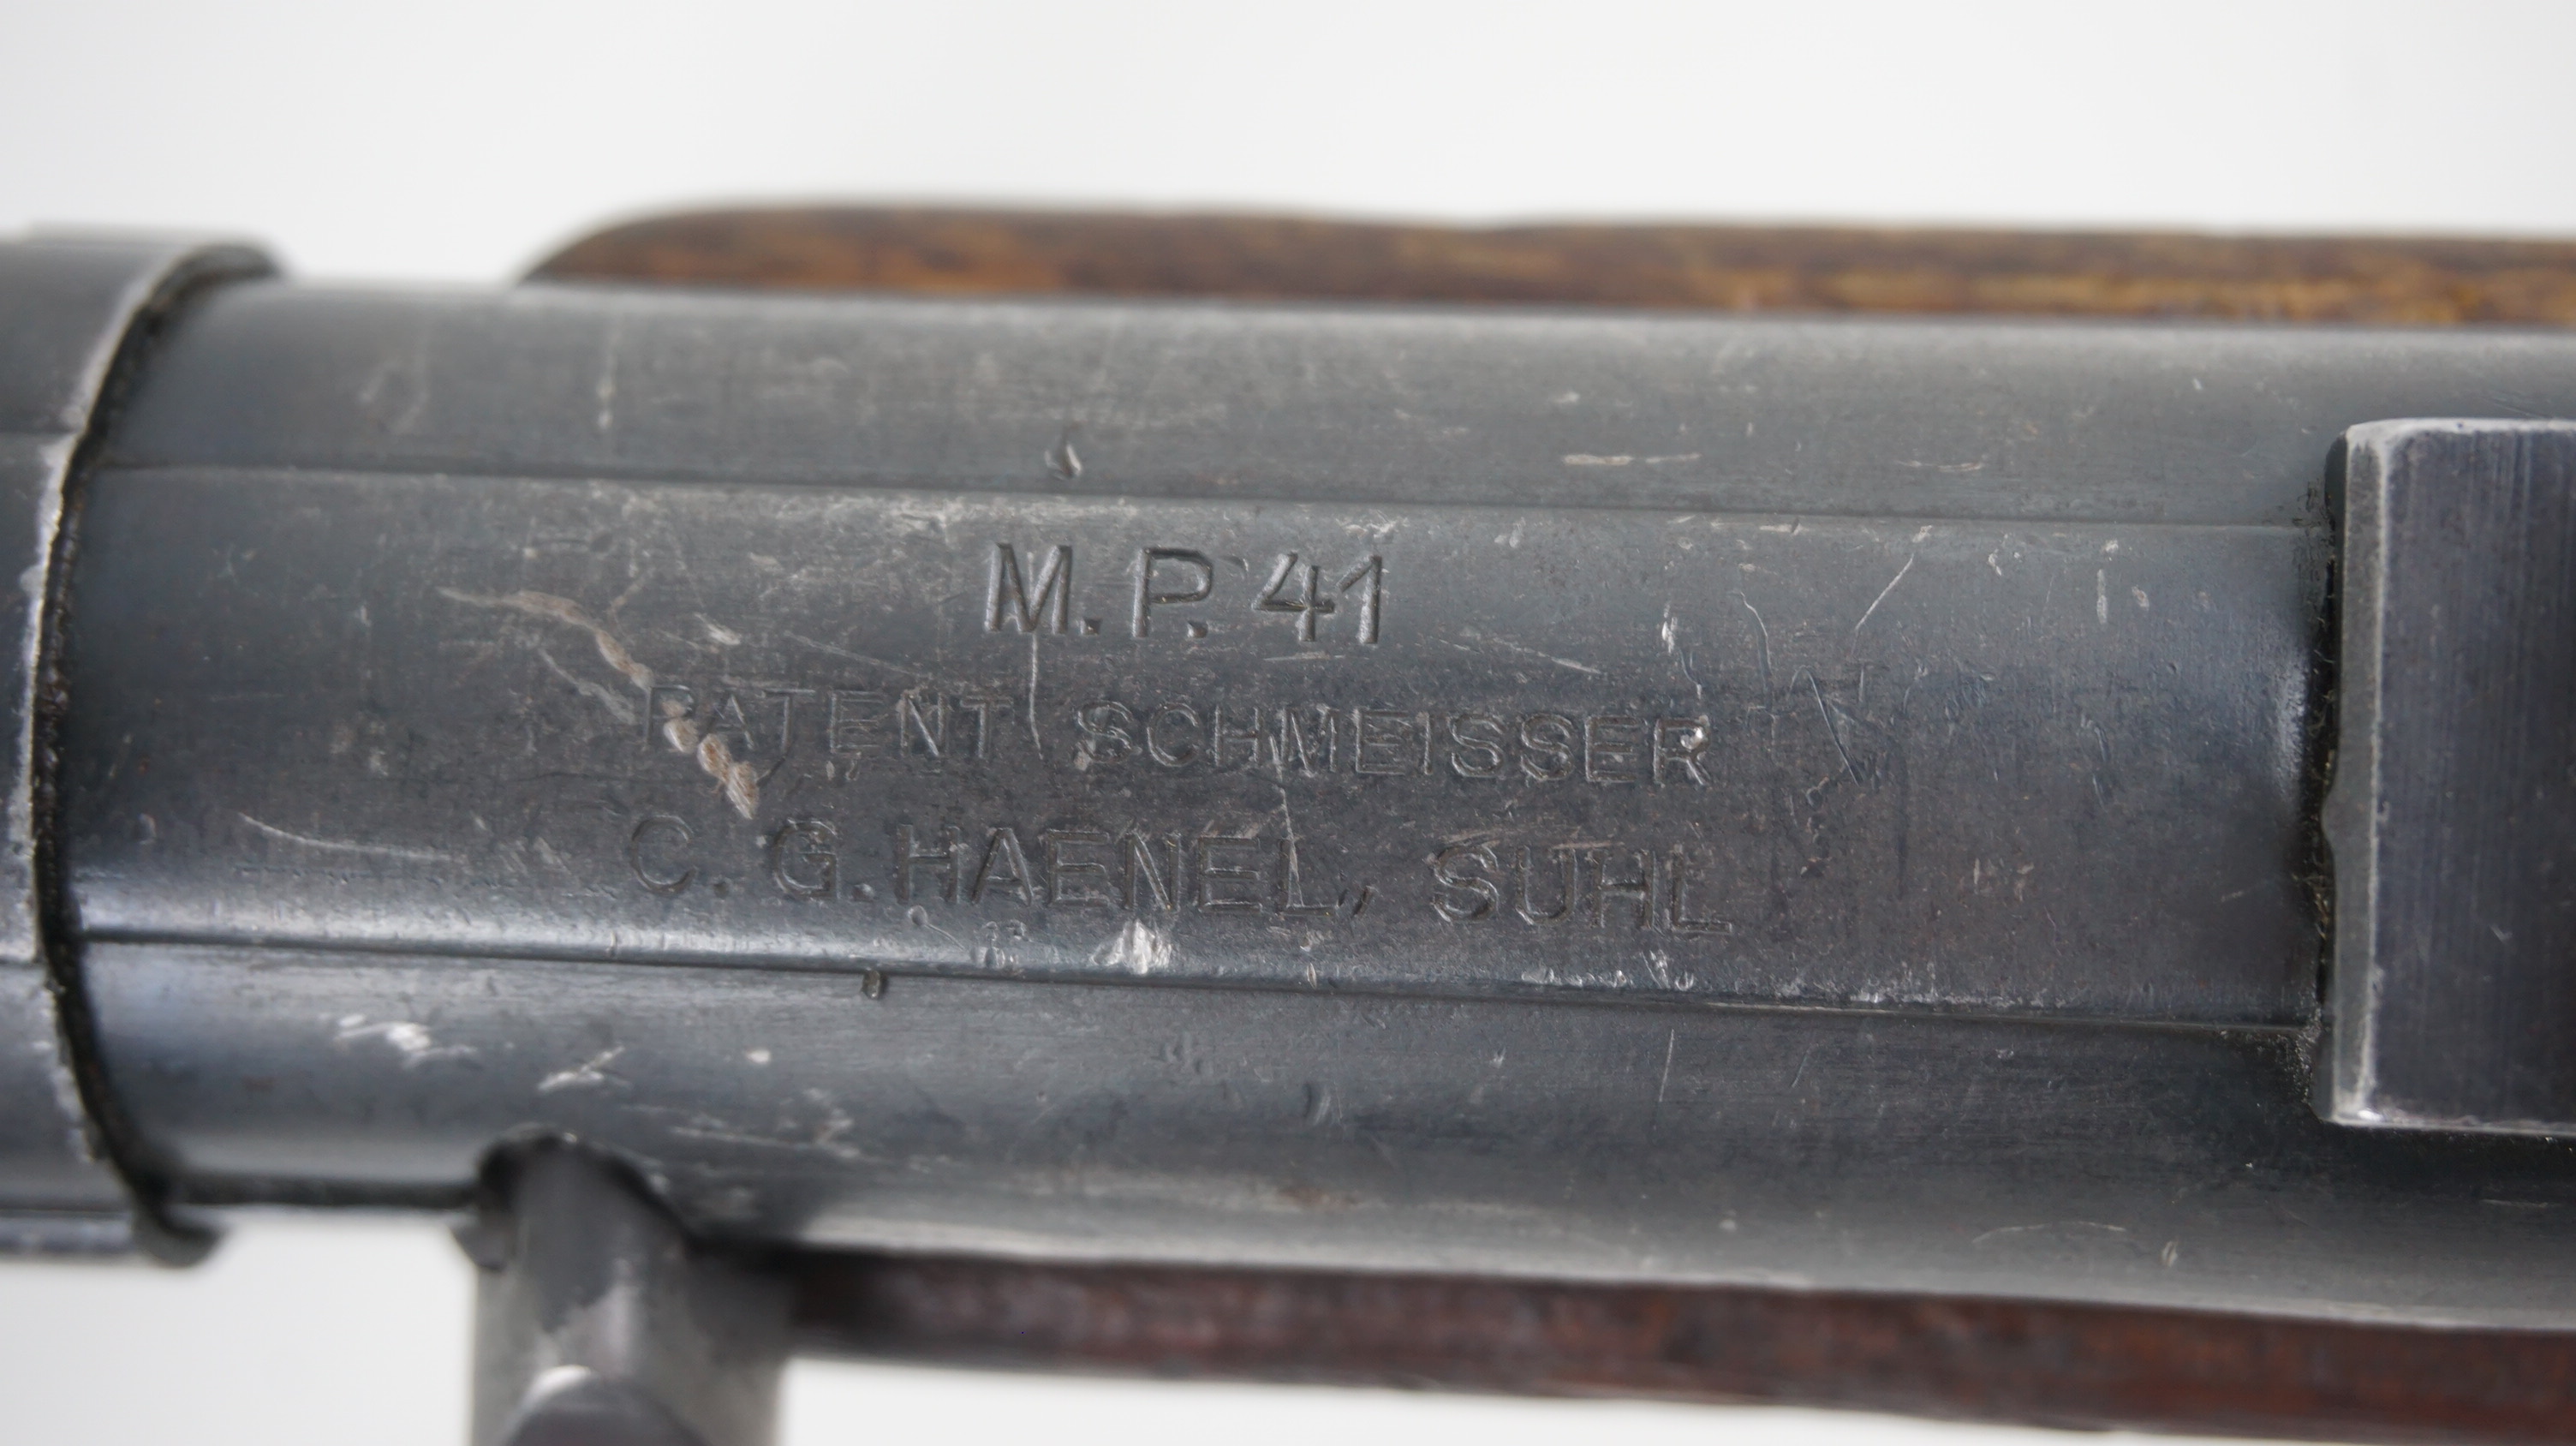 M.P. 41
PATENT SCHMEISSER
C. G. HAENEL, SUHL